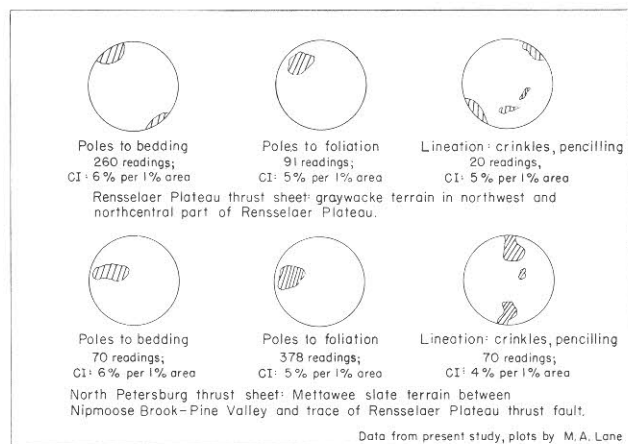 Poles to bedding
260 readings;
CI: 6% per 1% area
Poles to foliation
91 readings;
CI: 5% per 1% area
Lineation: crinkles, pencilling
20 readings,
CI: 5% per 1% area
Rensselaer Plateau thrust sheet: graywacke terrain in northwest and
northcentral part of Rensselaer Plateau.
Poles to bedding
70 readings;
CI: 6% per 1% area
Poles to foliation
378 readings;
CI: 5% per 1% area
Lineation: crinkles, pencilling
70 readings;
CI: 4% per 1% area
North Petersburg thrust sheet: Mettawee slate terrain between
Nipmoose Brook-Pine Valley and trace of Rensselaer Plateau thrust fault.
Data from present study, plots by M.A. Lane